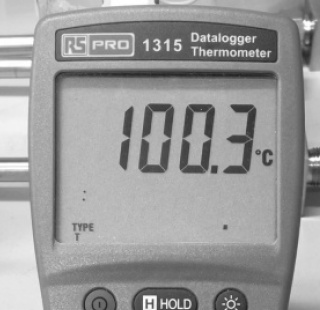 RS PRO 1315 Datalogger
Thermometer
100.3 °C
:
TYPE
T
H HOLD